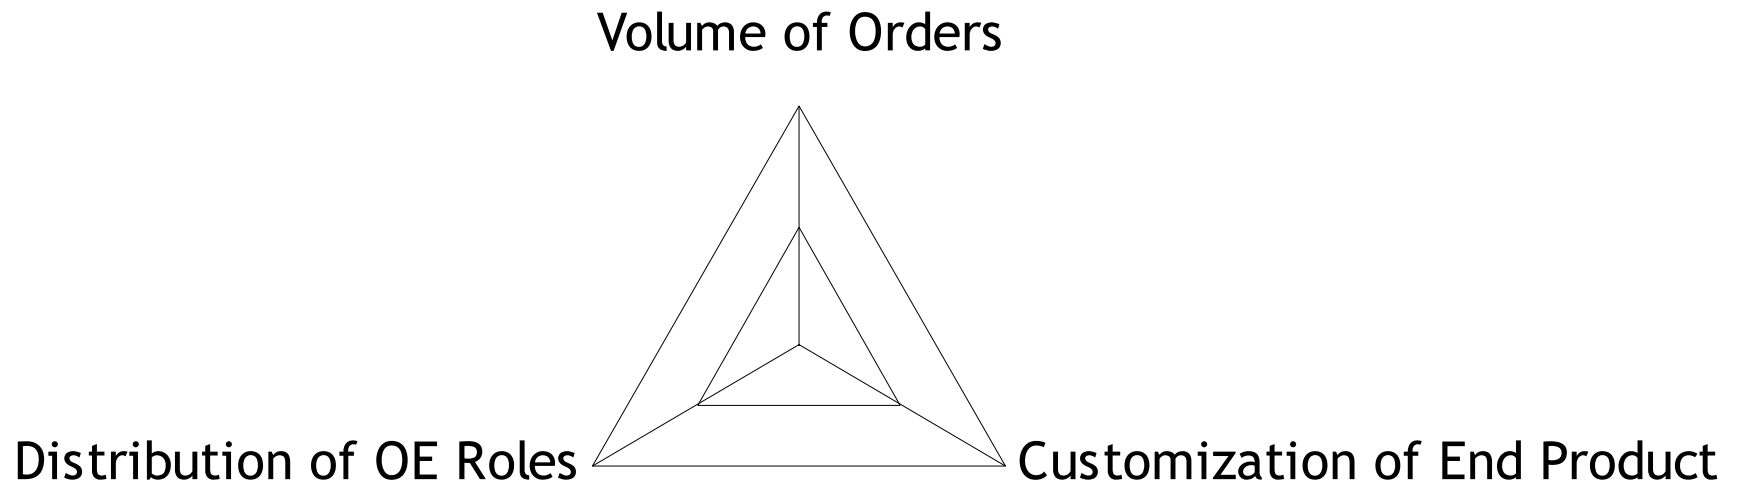 Volume of Orders
Distribution of OE Roles
Customization of End Product